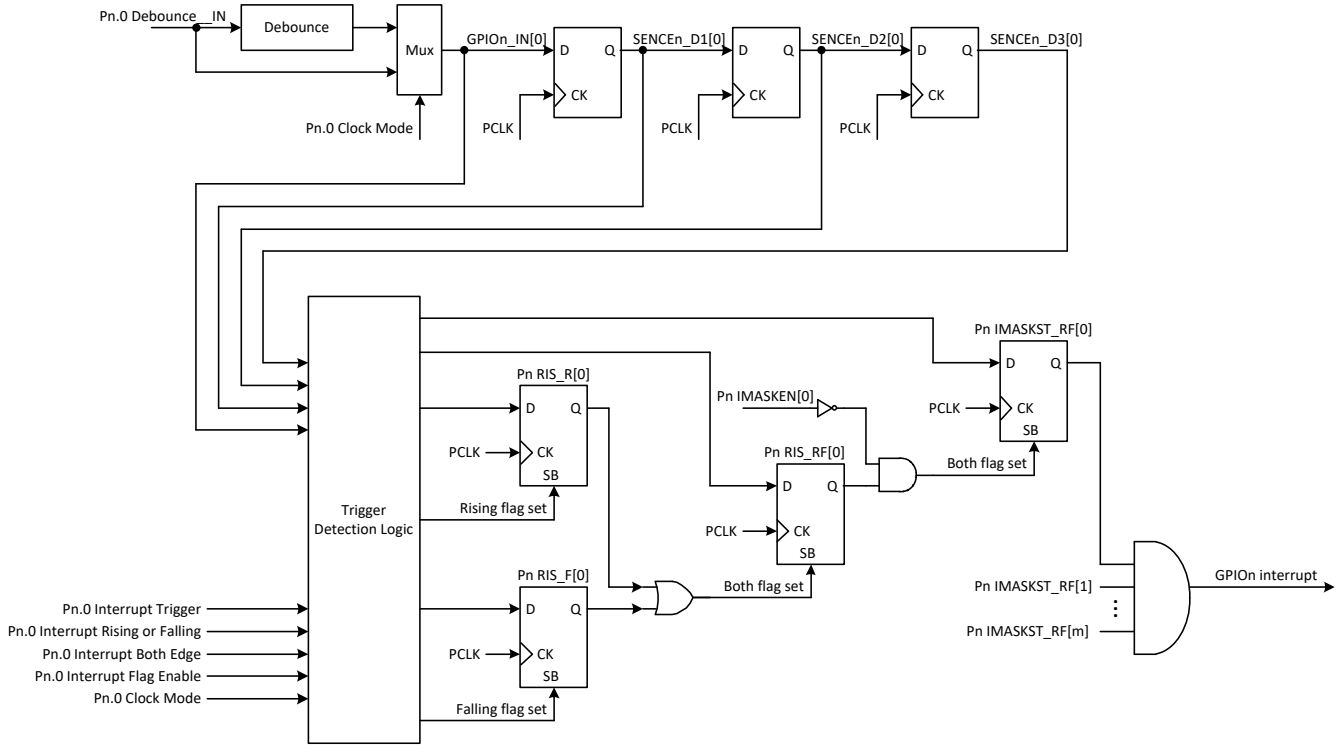 Pn.0 Debounce__IN
Debounce
Mux
GPIOn_IN[0]
D
Q
CK
PCLK
SENCEn_D1[0]
D
Q
CK
PCLK
SENCEn_D2[0]
D
Q
CK
PCLK
SENCEn_D3[0]
Pn.0 Clock Mode
Trigger
Detection Logic
Pn RIS_R[0]
D
Q
PCLK
CK
SB
Rising flag set
Pn RIS_F[0]
D
Q
PCLK
CK
SB
Falling flag set
Pn IMASKEN[0]
Pn RIS_RF[0]
D
Q
PCLK
CK
SB
Both flag set
Pn IMASKST_RF[0]
D
Q
PCLK
CK
SB
Both flag set
Pn IMASKST_RF[1]
Pn IMASKST_RF[m]
GPIOn interrupt
Pn.0 Interrupt Trigger
Pn.0 Interrupt Rising or Falling
Pn.0 Interrupt Both Edge
Pn.0 Interrupt Flag Enable
Pn.0 Clock Mode